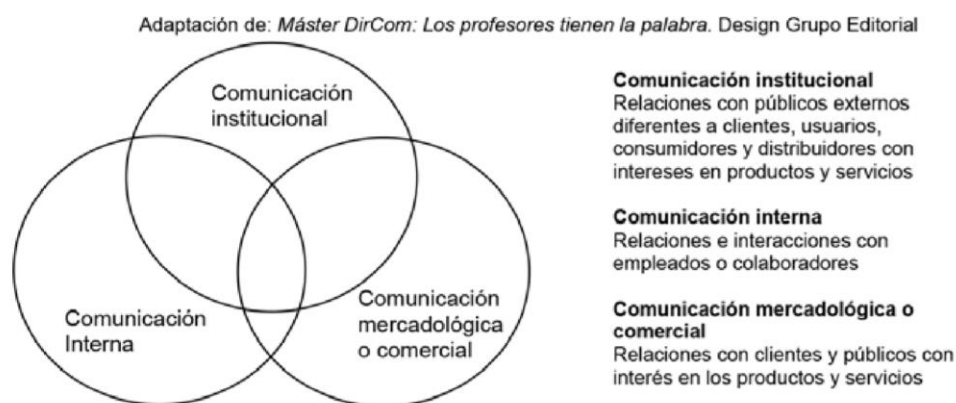 Adaptación de: Máster DirCom: Los profesores tienen la palabra. Design Grupo Editorial
Comunicación
institucional
Comunicación
Interna
Comunicación
mercadológica
o comercial
Comunicación institucional
Relaciones con públicos externos
diferentes a clientes, usuarios,
consumidores y distribuidores con
intereses en productos y servicios
Comunicación interna
Relaciones e interacciones con
empleados o colaboradores
Comunicación mercadológica o
comercial
Relaciones con clientes y públicos con
interés en los productos y servicios